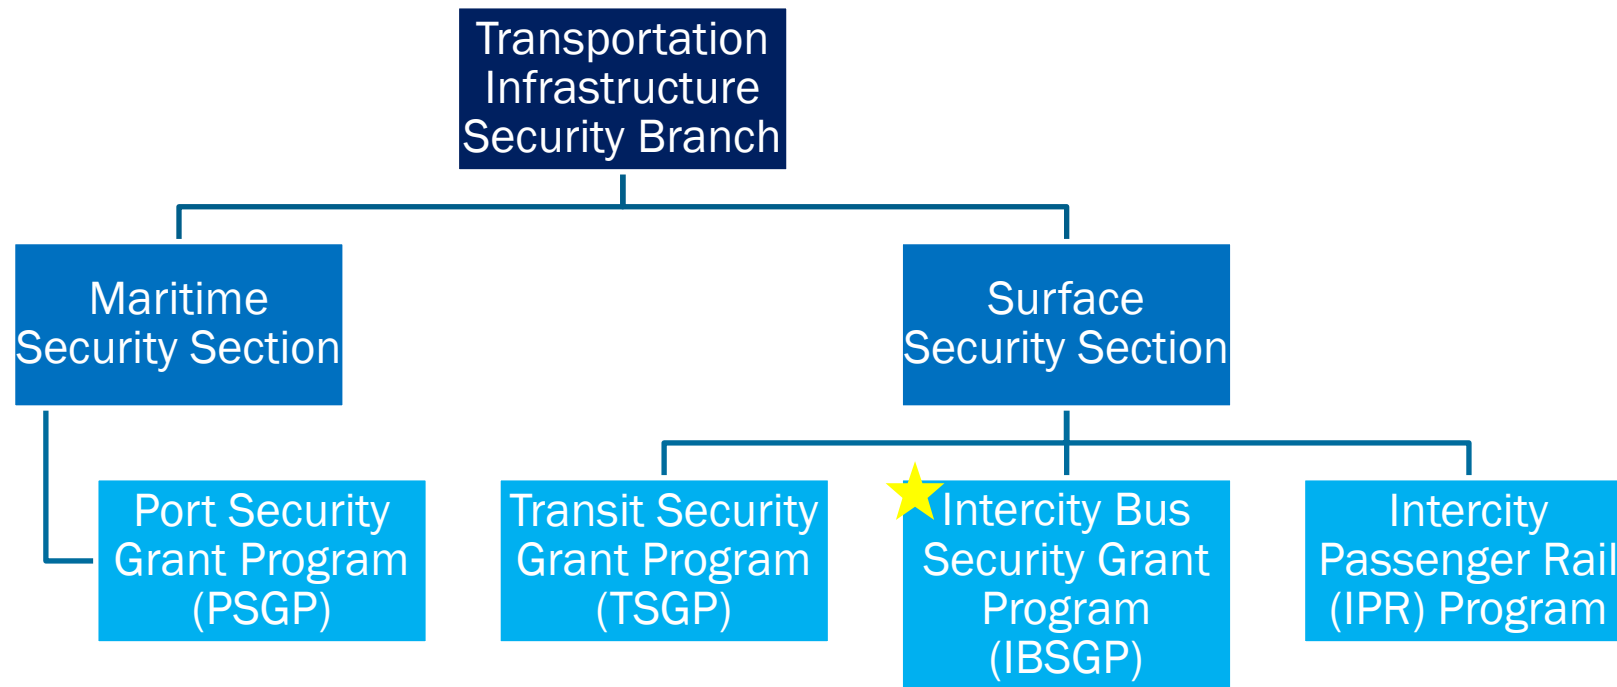 Transportation
Infrastructure
Security Branch
Maritime
Security Section
Surface
Security Section
Port Security
Grant Program
(PSGP)
Transit Security
Grant Program
(TSGP)
Intercity Bus
Security Grant
Program
(IBSGP)
Intercity
Passenger Rail
(IPR) Program